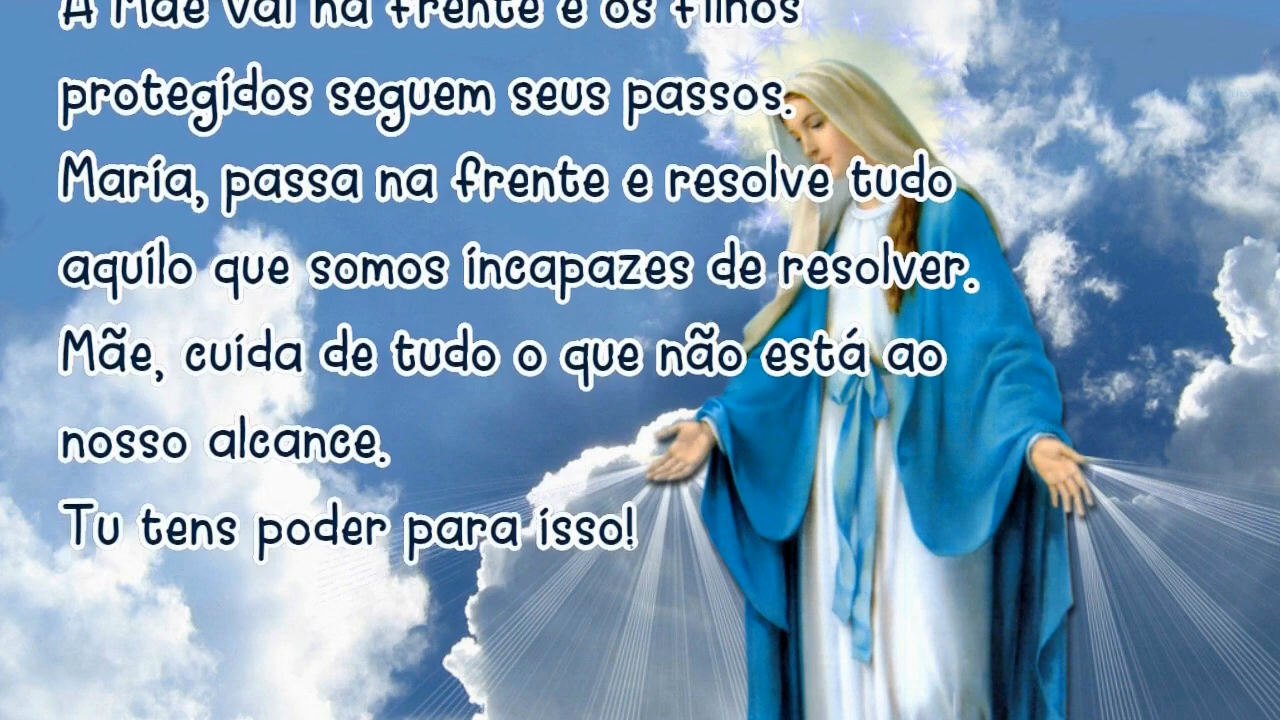 A Mãe vai na frente e os filhos
protegidos seguem seus passos.
Maria, passa na frente e resolve tudo
aquilo que somos incapazes de resolver.
Mãe, cuida de tudo o que não está ao
nosso alcance.
Tu tens poder para isso!